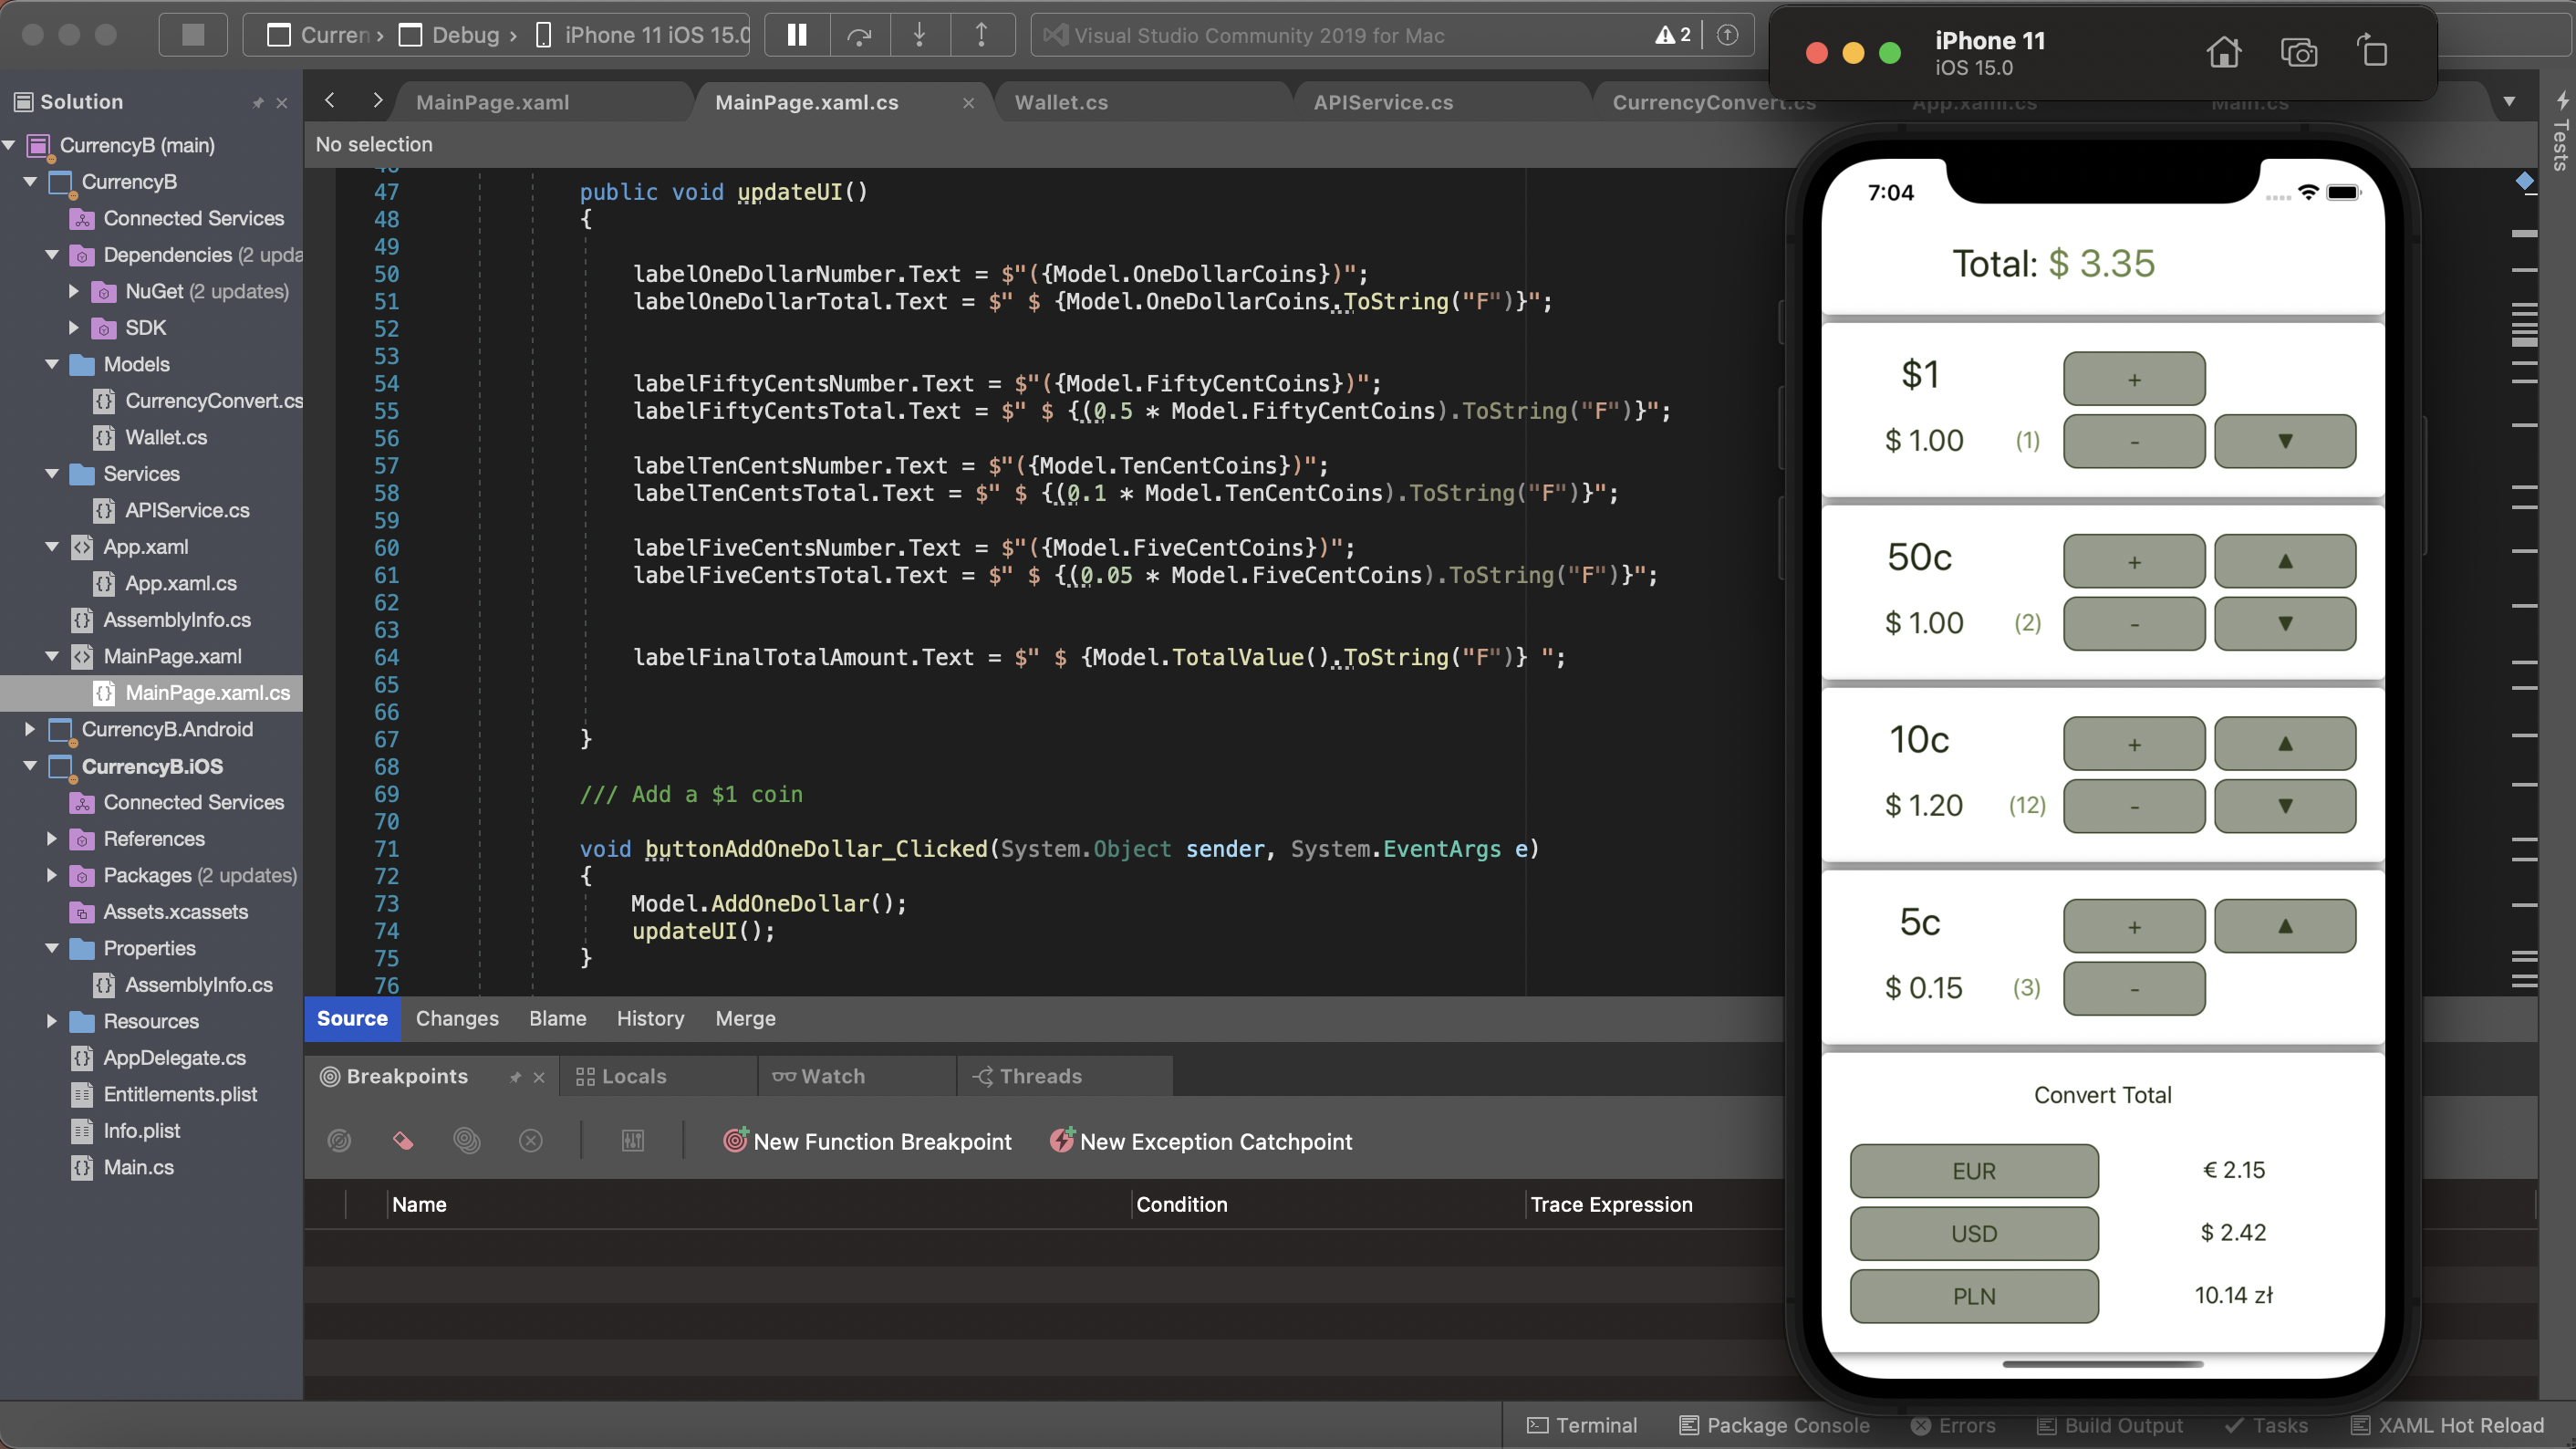 Curren › Debug › iPhone 11 iOS 15.0
Visual Studio Community 2019 for Mac
2
iPhone 11
iOS 15.0
Solution
CurrencyB (main)
CurrencyB
Connected Services
Dependencies (2 upda
NuGet (2 updates)
SDK
Models
CurrencyConvert.cs
Wallet.cs
Services
APIService.cs
App.xaml
App.xaml.cs
AssemblyInfo.cs
MainPage.xaml
MainPage.xaml.cs
CurrencyB.Android
CurrencyB.iOS
Connected Services
References
Packages (2 updates)
Assets.xcassets
Properties
AssemblyInfo.cs
Resources
AppDelegate.cs
Entitlements.plist
Info.plist
Main.cs
MainPage.xaml
MainPage.xaml.cs
Wallet.cs
APIService.cs
CurrencyConvert.cs
App.xaml.cs
Main.cs
No selection
46
47 public void updateUI()
48 {
49
50 labelOneDollarNumber.Text = $"({Model.OneDollarCoins})";
51 labelOneDollarTotal.Text = $" $ {Model.OneDollarCoins.ToString("F")}";
52
53
54 labelFiftyCentsNumber.Text = $"({Model.FiftyCentCoins})";
55 labelFiftyCentsTotal.Text = $" $ {(0.5 * Model.FiftyCentCoins).ToString("F")}";
56
57 labelTenCentsNumber.Text = $"({Model.TenCentCoins})";
58 labelTenCentsTotal.Text = $" $ {(0.1 * Model.TenCentCoins).ToString("F")}";
59
60 labelFiveCentsNumber.Text = $"({Model.FiveCentCoins})";
61 labelFiveCentsTotal.Text = $" $ {(0.05 * Model.FiveCentCoins).ToString("F")}";
62
63
64 labelFinalTotalAmount.Text = $" $ {Model.TotalValue().ToString("F")} ";
65
66
67 }
68
69 /// Add a $1 coin
70
71 void buttonAddOneDollar_Clicked(System.Object sender, System.EventArgs e)
72 {
73 Model.AddOneDollar();
74 updateUI();
75 }
76
Source Changes Blame History Merge
Breakpoints
Locals
Watch
Threads
New Function Breakpoint
New Exception Catchpoint
Name Condition Trace Expression
7:04
Total: $ 3.35
$1 +
$ 1.00 (1) - ▼
50c + ▲
$ 1.00 (2) - ▼
10c + ▲
$ 1.20 (12) - ▼
5c + ▲
$ 0.15 (3) -
Convert Total
EUR € 2.15
USD $ 2.42
PLN 10.14 zł
Tests
Terminal Package Console Errors Build Output Tasks XAML Hot Reload